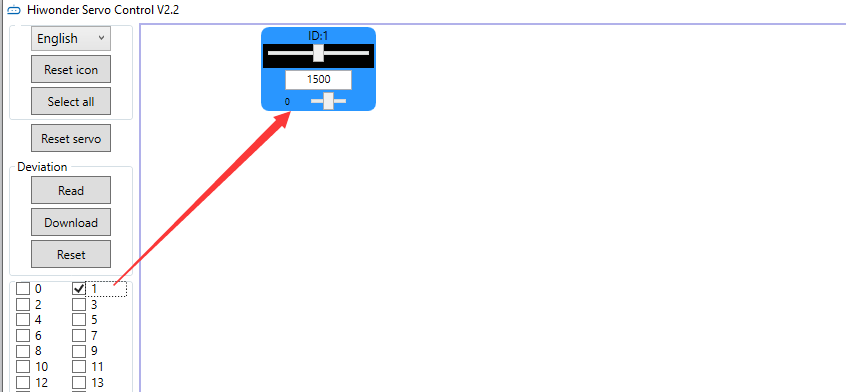 Hiwonder Servo Control V2.2
English
Reset icon
Select all
Reset servo
Deviation
Read
Download
Reset
0 1
2 3
4 5
6 7
8 9
10 11
12 13
ID:1
1500
0